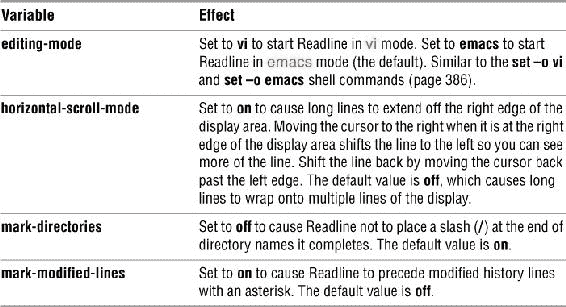 Variable Effect
editing-mode Set to vi to start Readline in vi mode. Set to emacs to start
Readline in emacs mode (the default). Similar to the set –o vi
and set –o emacs shell commands (page 386).
horizontal-scroll-mode Set to on to cause long lines to extend off the right edge of the
display area. Moving the cursor to the right when it is at the right
edge of the display area shifts the line to the left so you can see
more of the line. Shift the line back by moving the cursor back
past the left edge. The default value is off, which causes long
lines to wrap onto multiple lines of the display.
mark-directories Set to off to cause Readline not to place a slash (/) at the end of
directory names it completes. The default value is on.
mark-modified-lines Set to on to cause Readline to precede modified history lines
with an asterisk. The default value is off.